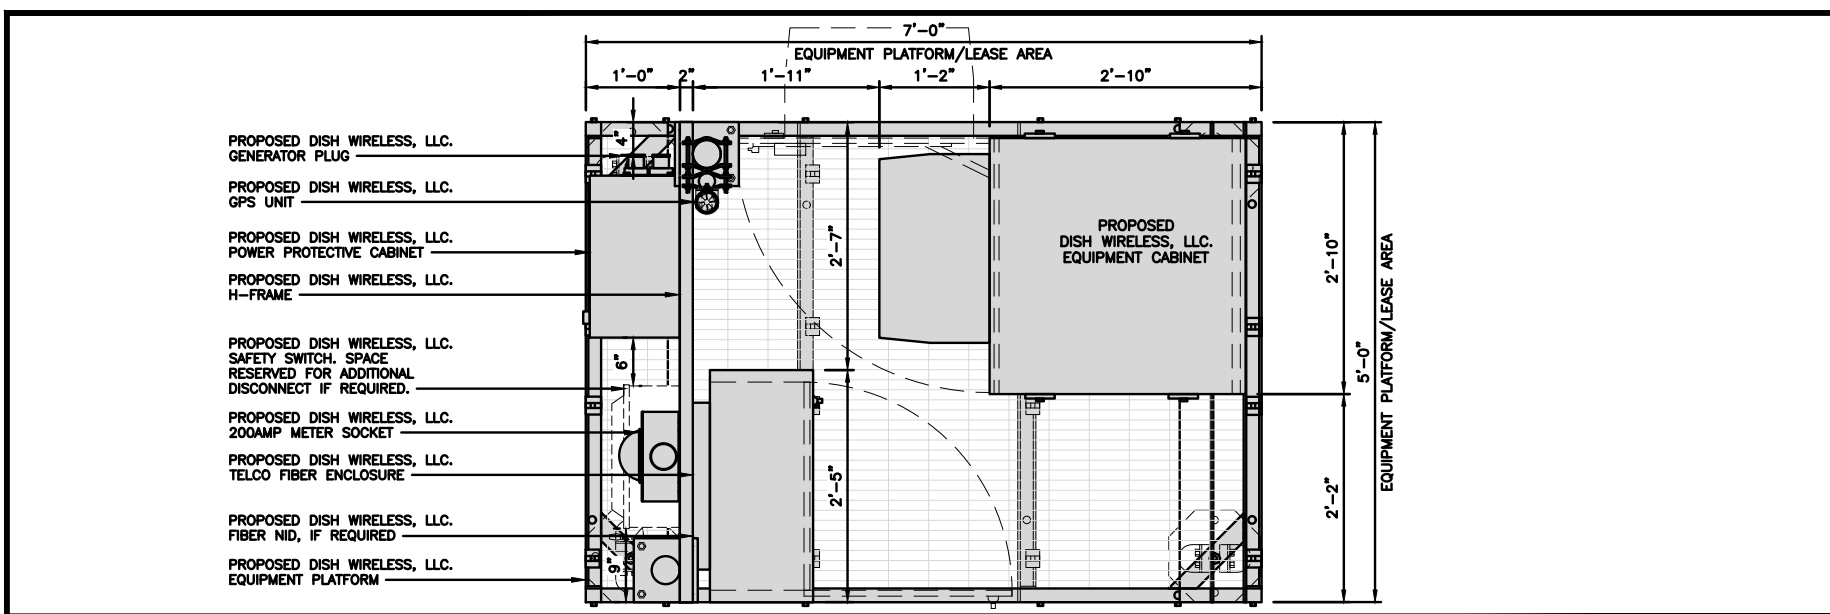 7'-0"
EQUIPMENT PLATFORM/LEASE AREA
1'-0" 2" 1'-11" 1'-2" 2'-10"
PROPOSED DISH WIRELESS, LLC.
GENERATOR PLUG
PROPOSED DISH WIRELESS, LLC.
GPS UNIT
PROPOSED DISH WIRELESS, LLC.
POWER PROTECTIVE CABINET
PROPOSED DISH WIRELESS, LLC.
H-FRAME
PROPOSED DISH WIRELESS, LLC.
SAFETY SWITCH. SPACE
RESERVED FOR ADDITIONAL
DISCONNECT IF REQUIRED.
PROPOSED DISH WIRELESS, LLC.
200AMP METER SOCKET
PROPOSED DISH WIRELESS, LLC.
TELCO FIBER ENCLOSURE
PROPOSED DISH WIRELESS, LLC.
FIBER NID, IF REQUIRED
PROPOSED DISH WIRELESS, LLC.
EQUIPMENT PLATFORM
4"
6"
9"
2'-7"
2'-5"
PROPOSED
DISH WIRELESS, LLC.
EQUIPMENT CABINET
2'-10"
2'-2"
5'-0"
EQUIPMENT PLATFORM/LEASE AREA